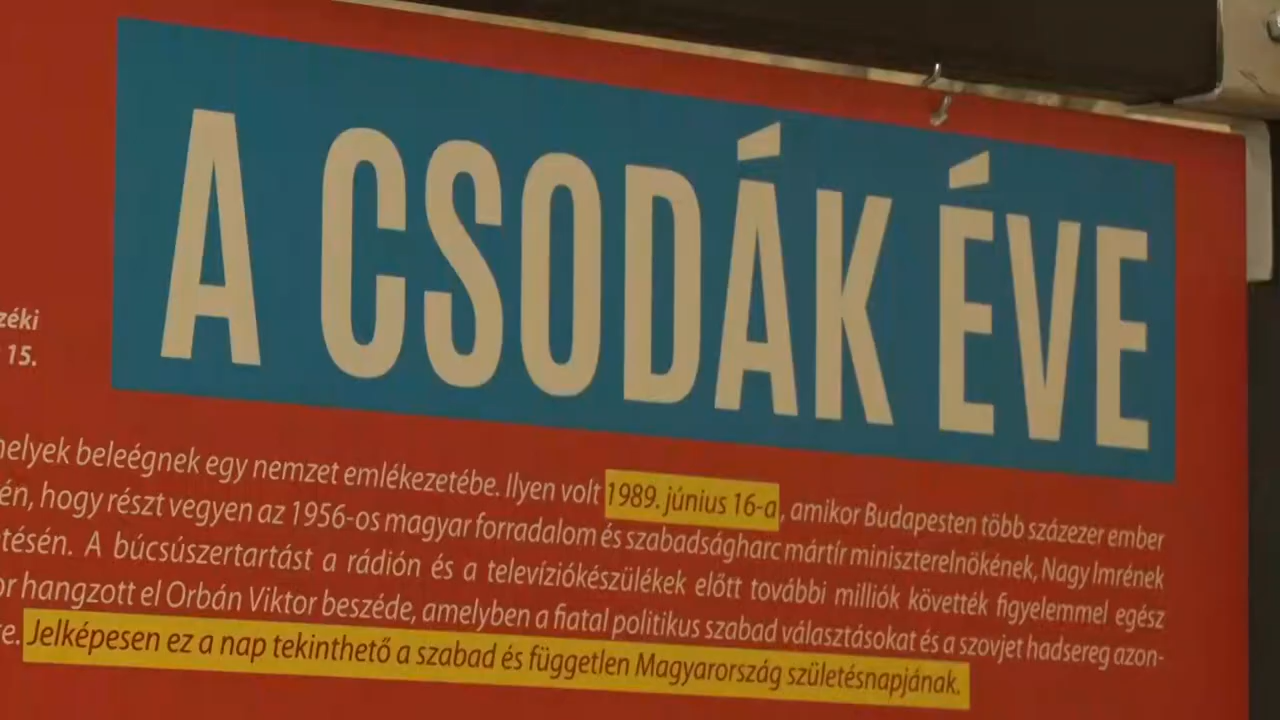 A CSODÁK ÉVE
zéki
15.
helyek beleégnek egy nemzet emlékezetébe. Ilyen volt 1989. június 16-a, amikor Budapesten több százezer ember
én, hogy részt vegyen az 1956-os magyar forradalom és szabadságharc mártír miniszterelnökének, Nagy Imrének
tésén. A búcsúszertartást a rádión és a televíziókészülékek előtt további milliók követték figyelemmel egész
or hangzott el Orbán Viktor beszéde, amelyben a fiatal politikus szabad választásokat és a szovjet hadsereg azon-
re. Jelképesen ez a nap tekinthető a szabad és független Magyarország születésnapjának.